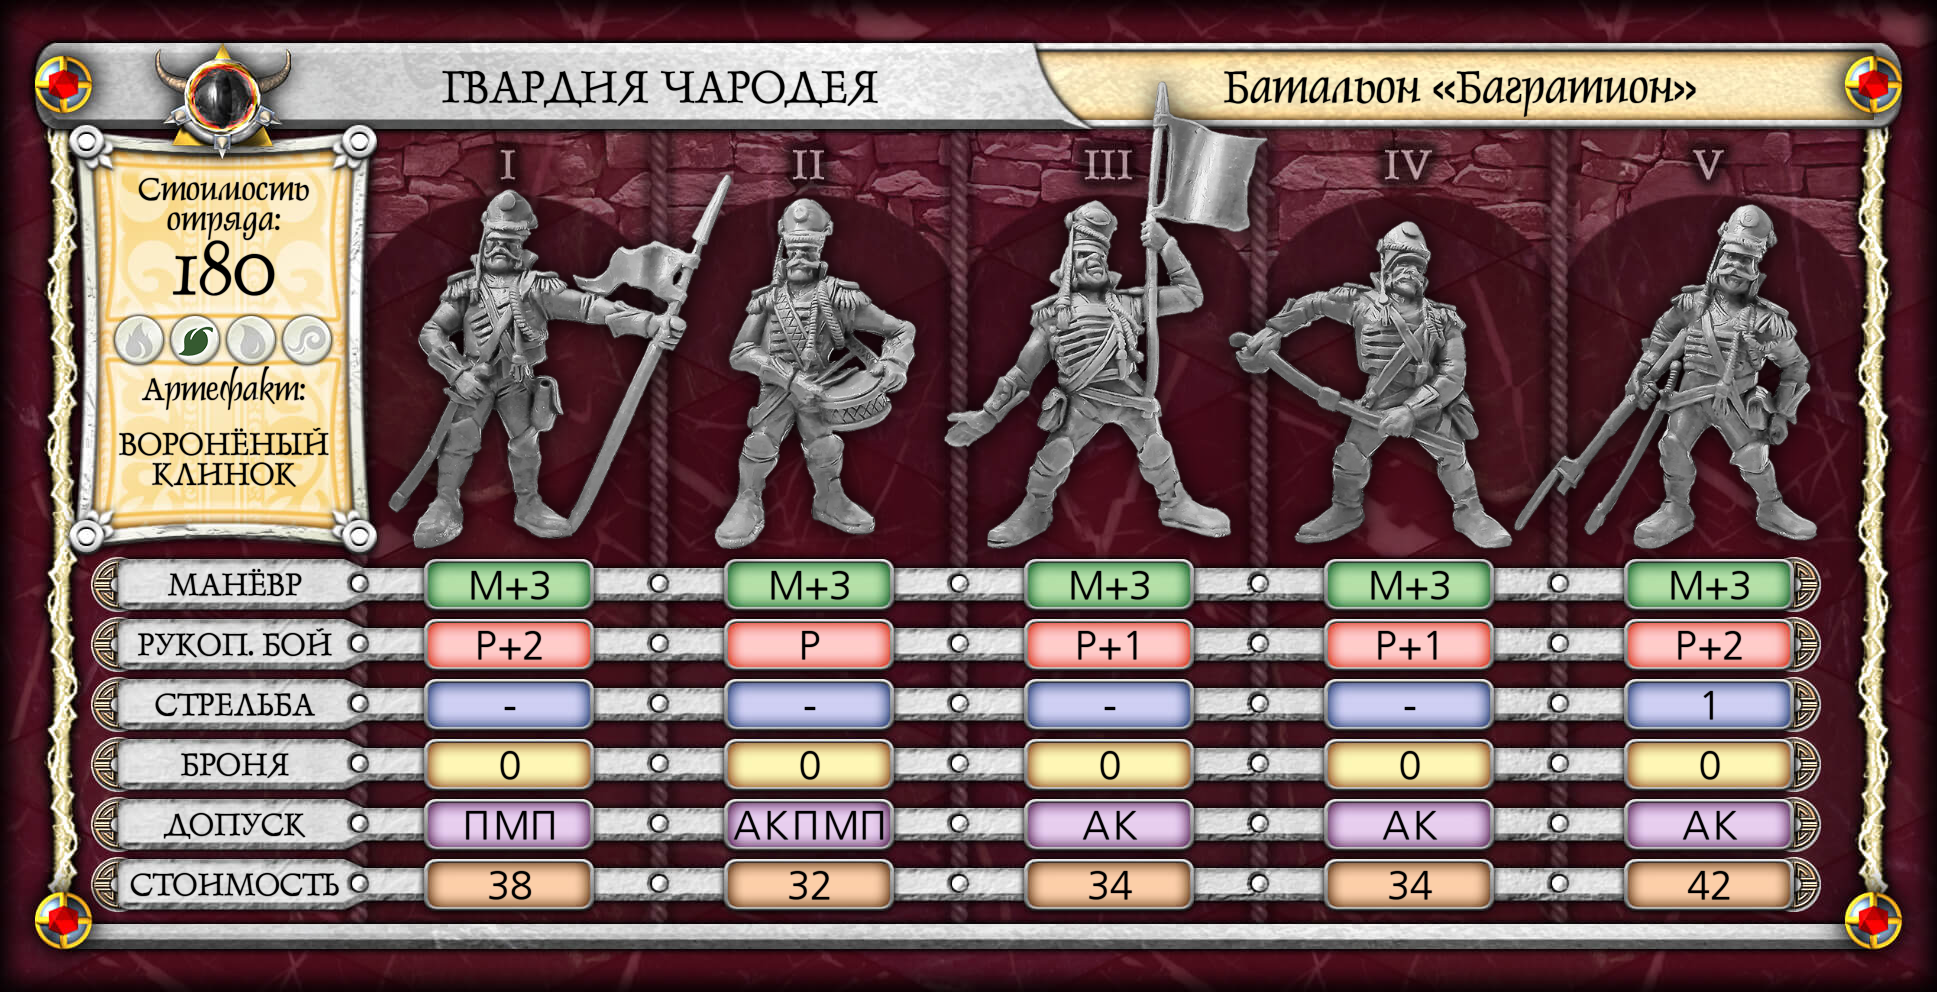 ГВАРДИЯ ЧАРОДЕЯ
Батальон «Багратион»
Стоимость
отряда:
180
Артефакт:
ВОРОНЁНЫЙ
КЛИНОК
I II III IV V
МАНЁВР М+3 М+3 М+3 М+3 М+3
РУКОП. БОЙ Р+2 Р Р+1 Р+1 Р+2
СТРЕЛЬБА - - - - 1
БРОНЯ 0 0 0 0 0
ДОПУСК ПМП АКПМП АК АК АК
СТОИМОСТЬ 38 32 34 34 42